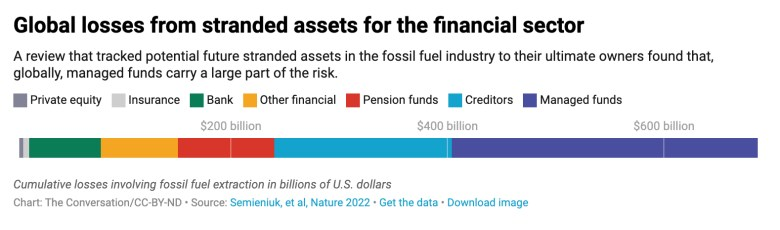 Global losses from stranded assets for the financial sector
A review that tracked potential future stranded assets in the fossil fuel industry to their ultimate owners found that,
globally, managed funds carry a large part of the risk.
Private equity Insurance Bank Other financial Pension funds Creditors Managed funds
$200 billion $400 billion $600 billion
Cumulative losses involving fossil fuel extraction in billions of U.S. dollars
Chart: The Conversation/CC-BY-ND • Source: Semieniuk, et al, Nature 2022 • Get the data • Download image